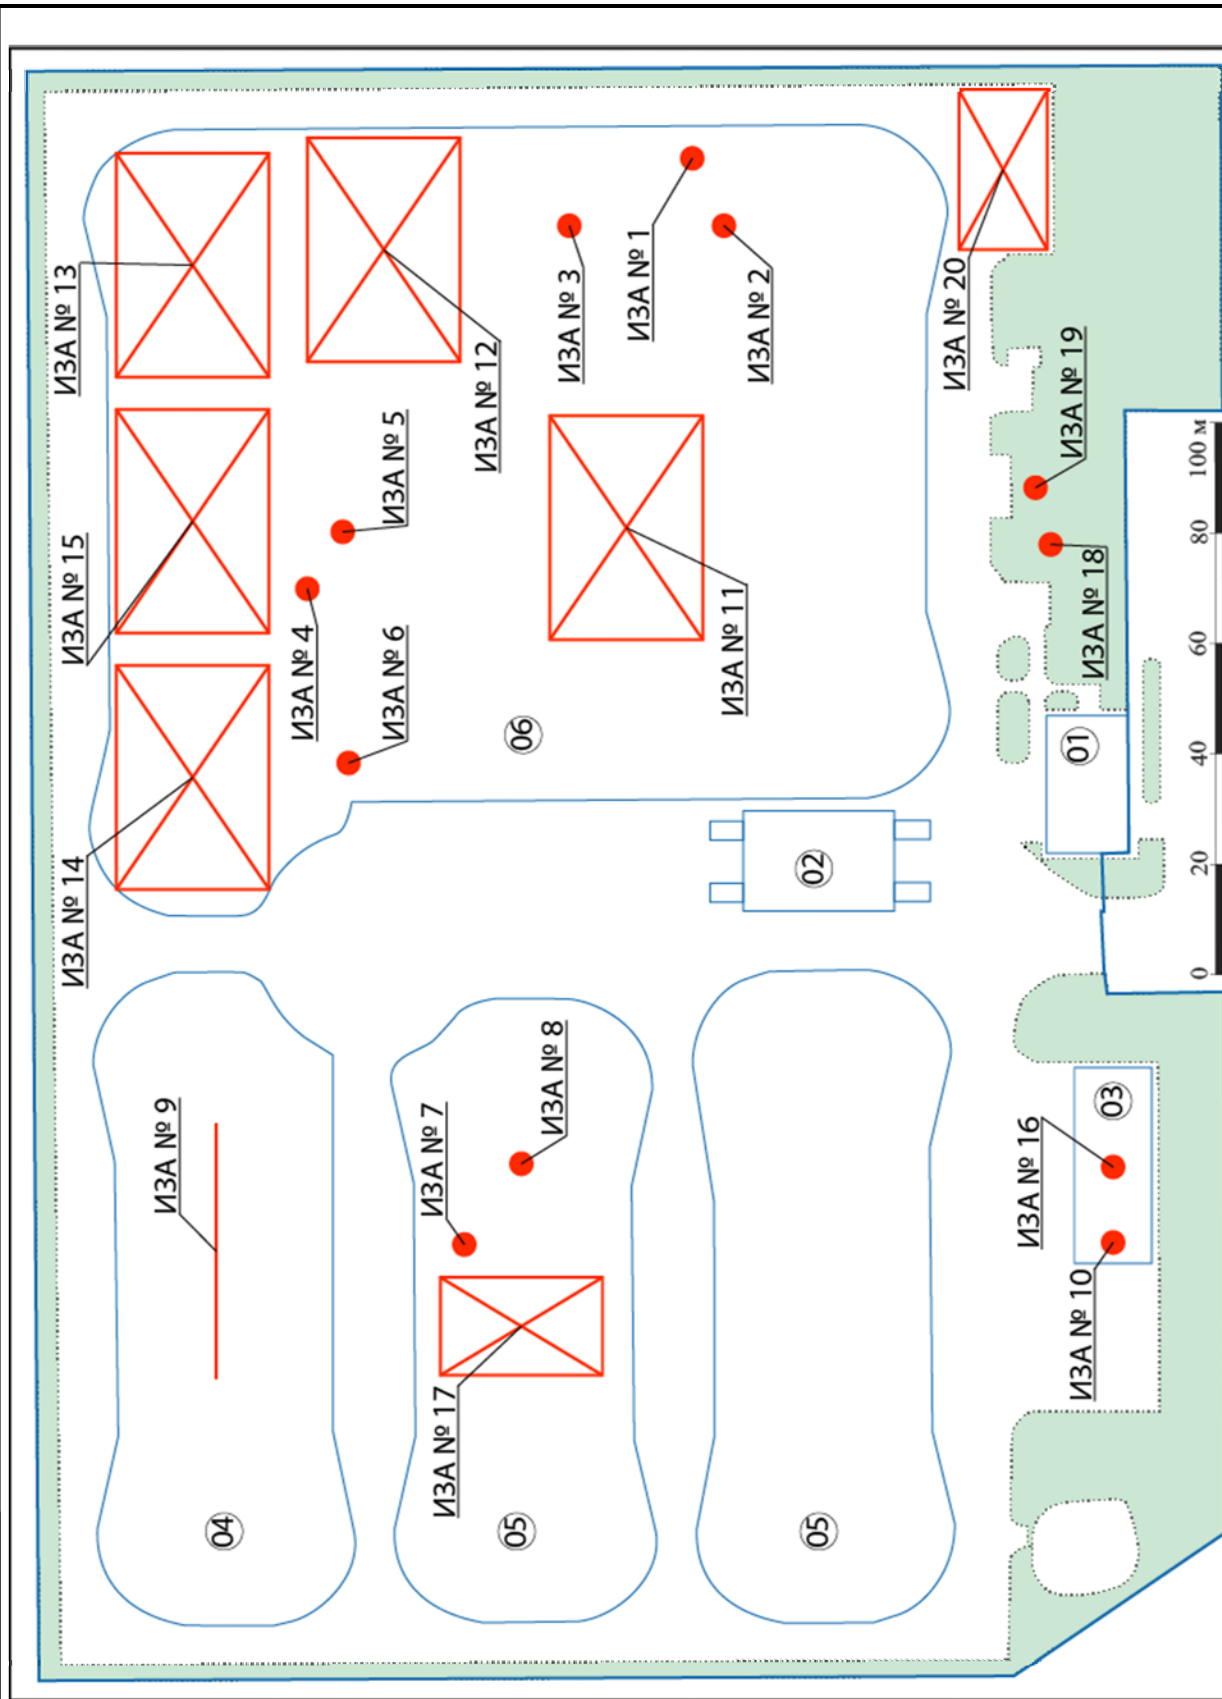 ИЗА № 14
ИЗА № 15
ИЗА № 13
ИЗА № 9
ИЗА № 4
ИЗА № 6
ИЗА № 5
ИЗА № 12
ИЗА № 17
ИЗА № 7
ИЗА № 8
ИЗА № 3
ИЗА № 1
ИЗА № 11
ИЗА № 2
ИЗА № 20
ИЗА № 16
ИЗА № 10
ИЗА № 18
ИЗА № 19
04
05
05
06
02
03
01
0
20
40
60
80
100 м